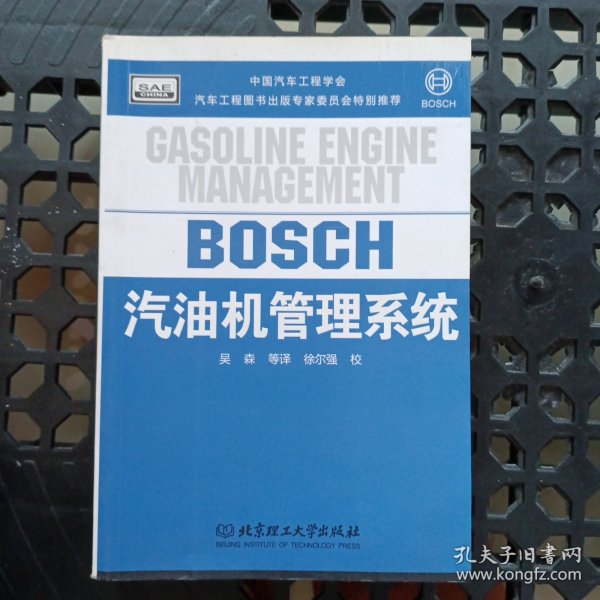 SAE
CHINA
中国汽车工程学会
汽车工程图书出版专家委员会特别推荐
BOSCH
GASOLINE ENGINE
MANAGEMENT
BOSCH
汽油机管理系统
吴 森 等译 徐尔强 校
北京理工大学出版社
BEIJING INSTITUTE OF TECHNOLOGY PRESS
孔夫子旧书网
www.kongfz.com